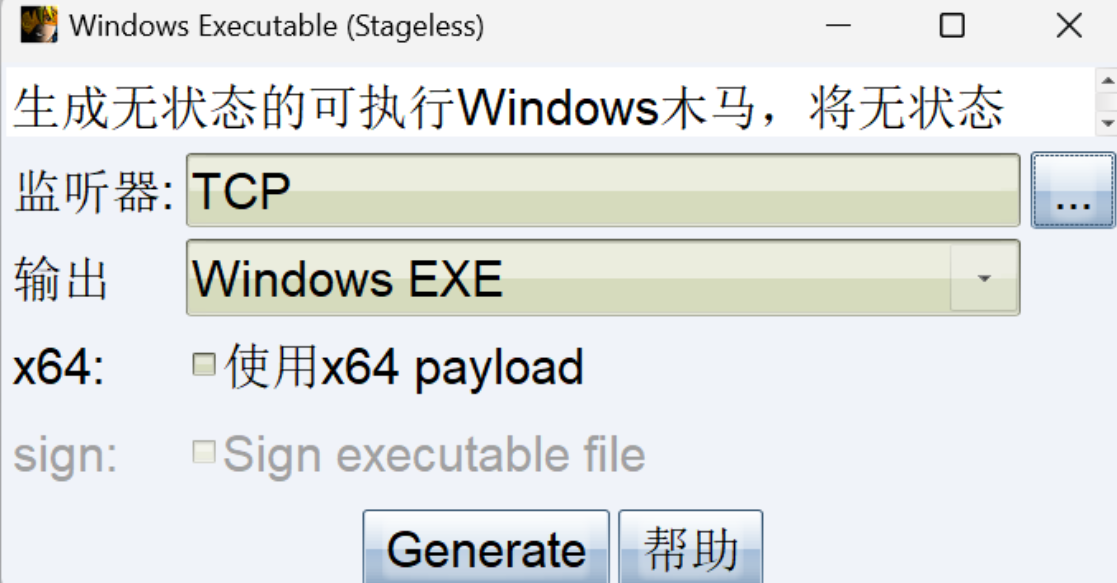 Windows Executable (Stageless)
生成无状态的可执行Windows木马，将无状态
监听器: TCP ...
输出 Windows EXE
x64: 使用x64 payload
sign: Sign executable file
Generate 帮助